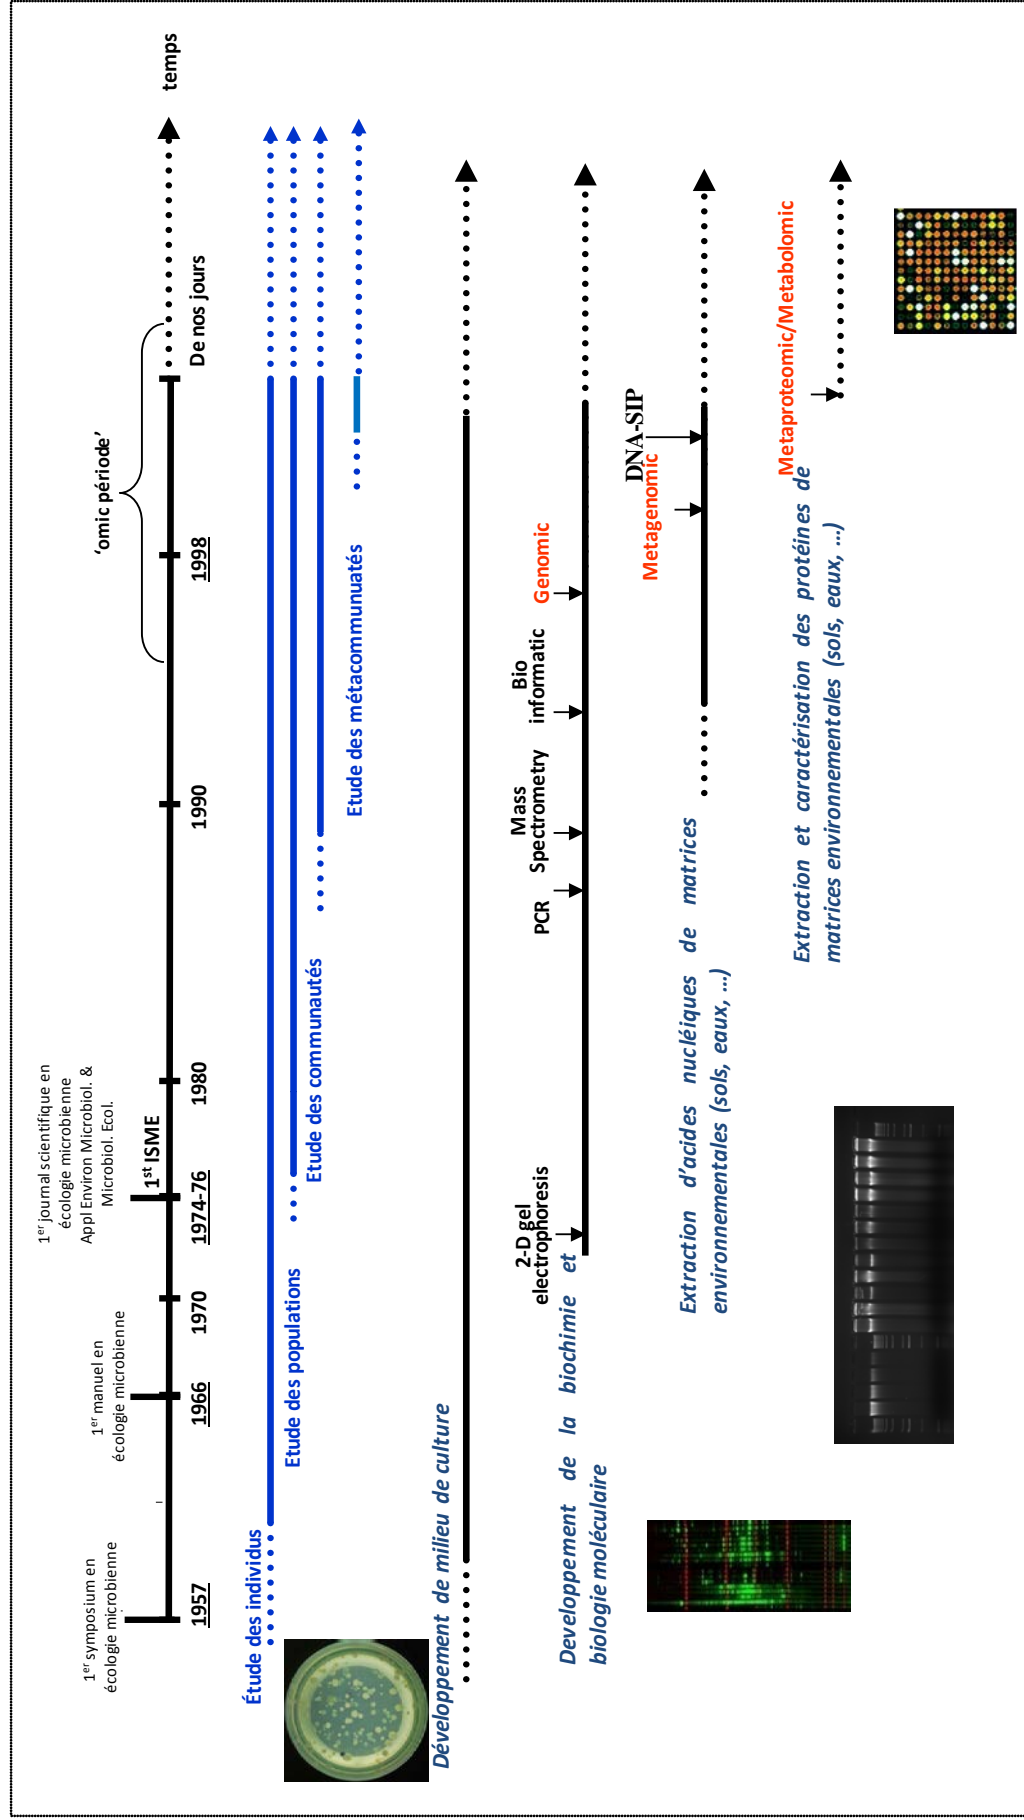 1er symposium en
écologie microbienne
1er manuel en
écologie microbienne
1er journal scientifique en
écologie microbienne
Appl Environ Microbiol. &
Microbiol. Ecol.
1st ISME
‘omic période’
temps
1957
1966
1970
1974-76
1980
1990
1998
De nos jours
Étude des individus
Etude des populations
Etude des communautés
Etude des métacommunuatés
Dévéloppement de milieu de culture
2-D gel
electrophoresis
PCR
Mass
Spectrometry
Bio
informatic
Genomic
Developpement de la biochimie et
biologie moléculaire
Metagenomic
DNA-SIP
Extraction d’acides nucléiques de matrices
environnementales (sols, eaux, …)
Metaproteomic/Metabolomic
Extraction et caractérisation des protéines de
matrices environnementales (sols, eaux, …)